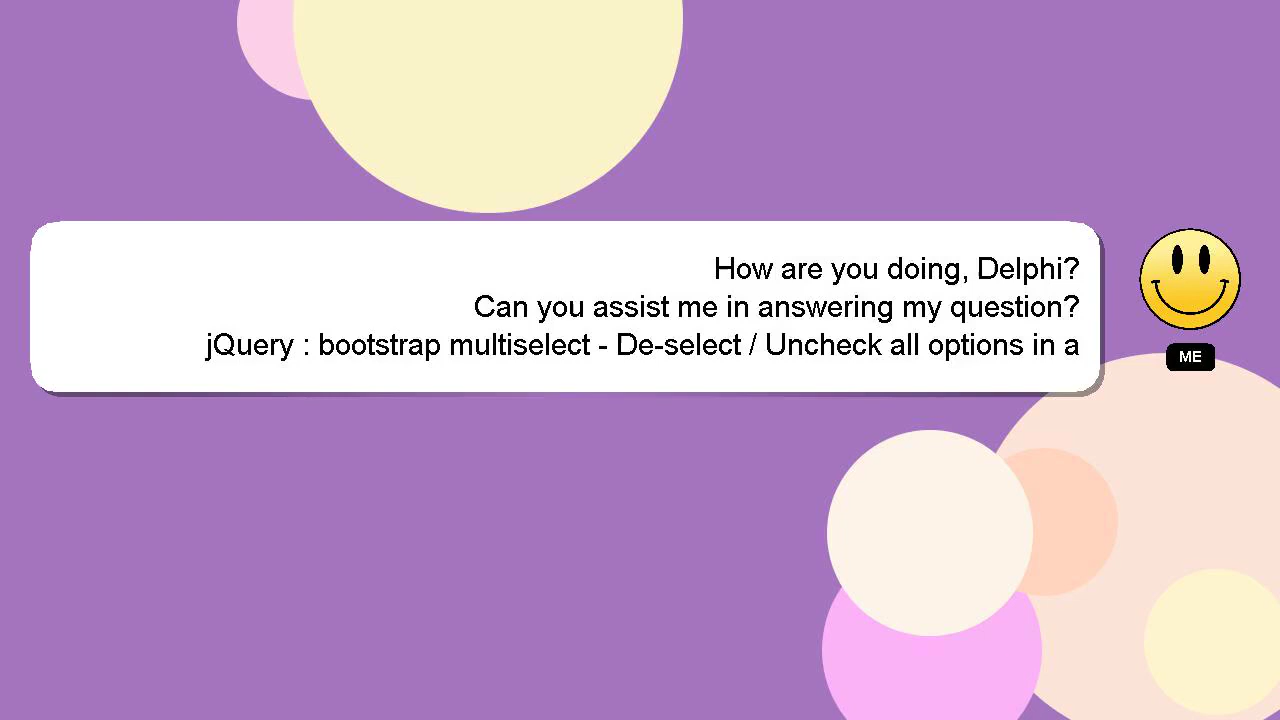 How are you doing, Delphi?
Can you assist me in answering my question?
jQuery : bootstrap multiselect - De-select / Uncheck all options in a
ME